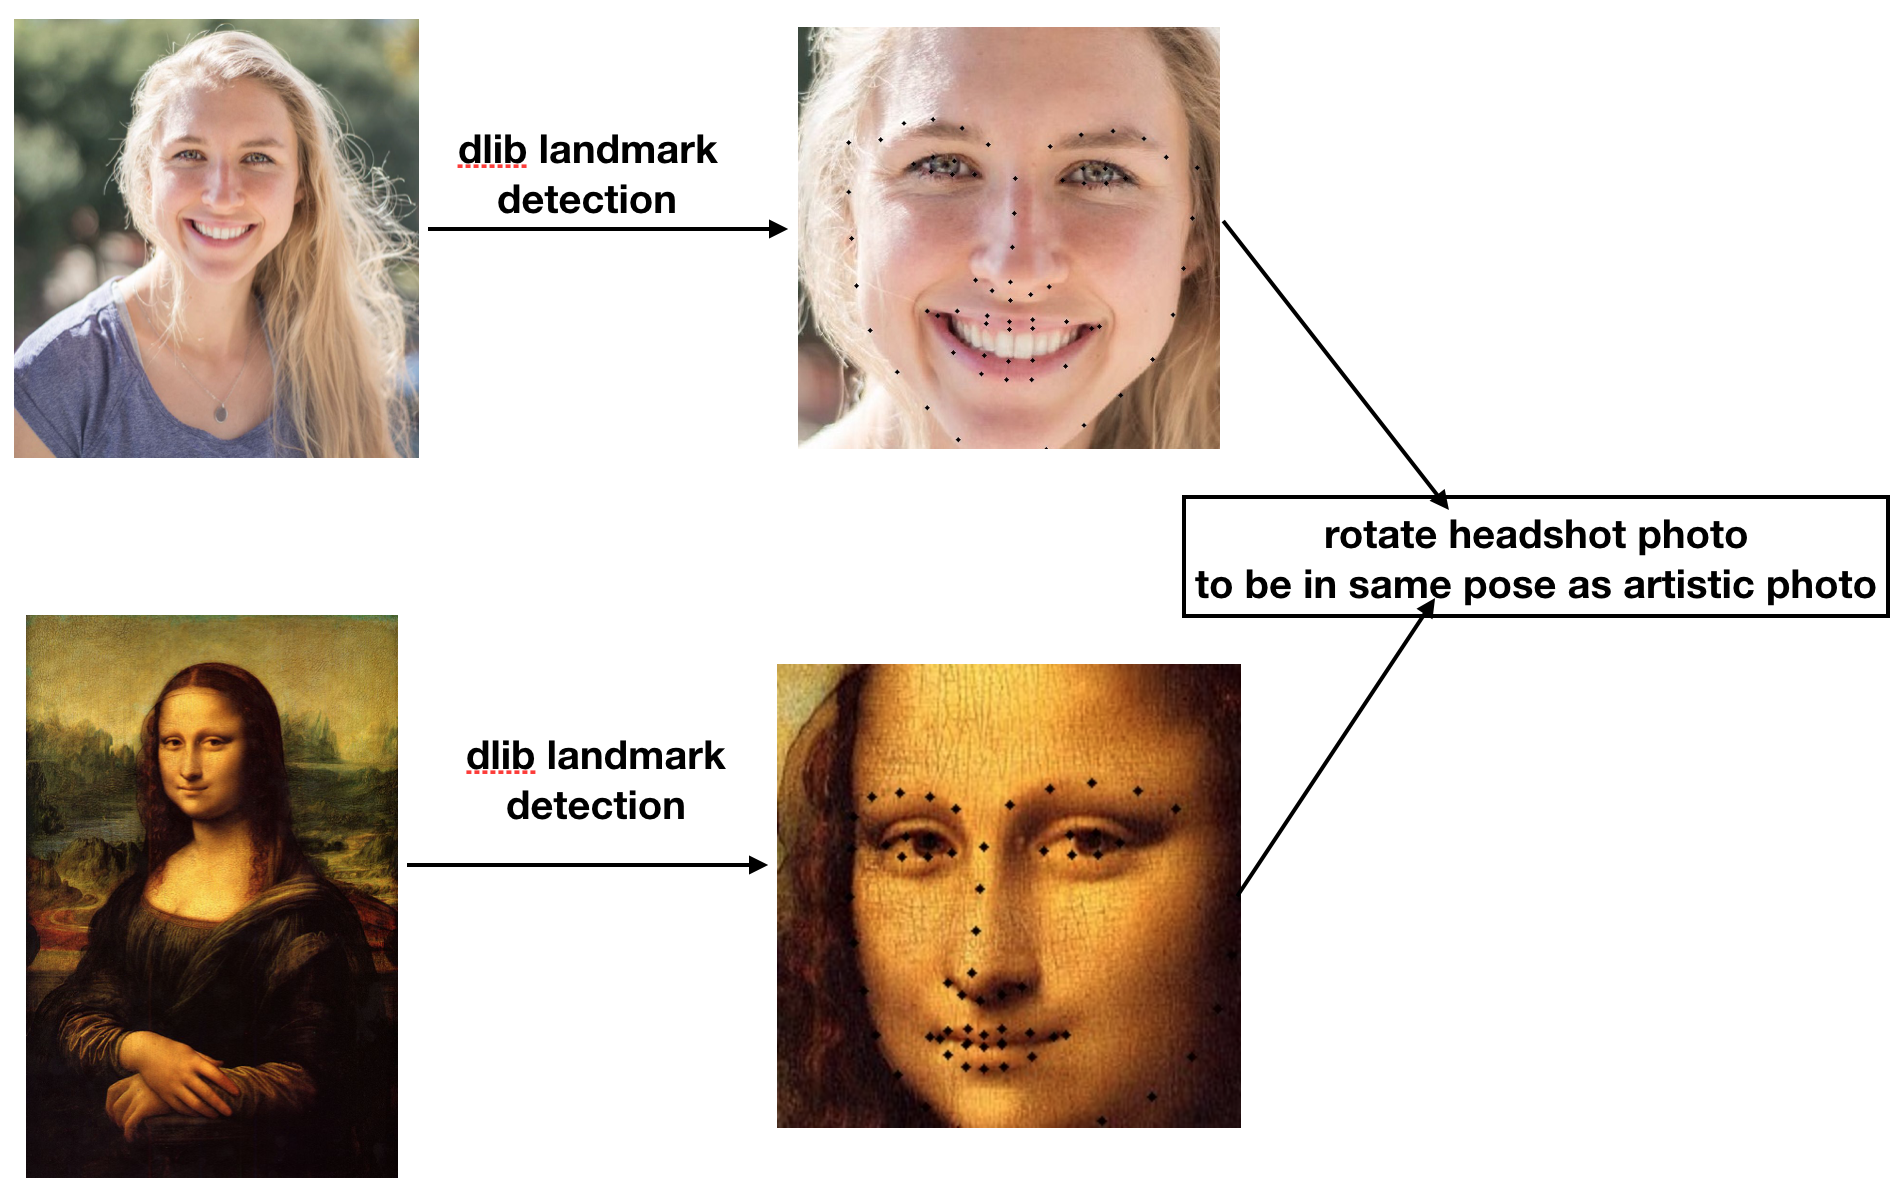 dlib landmark
detection
rotate headshot photo
to be in same pose as artistic photo
dlib landmark
detection